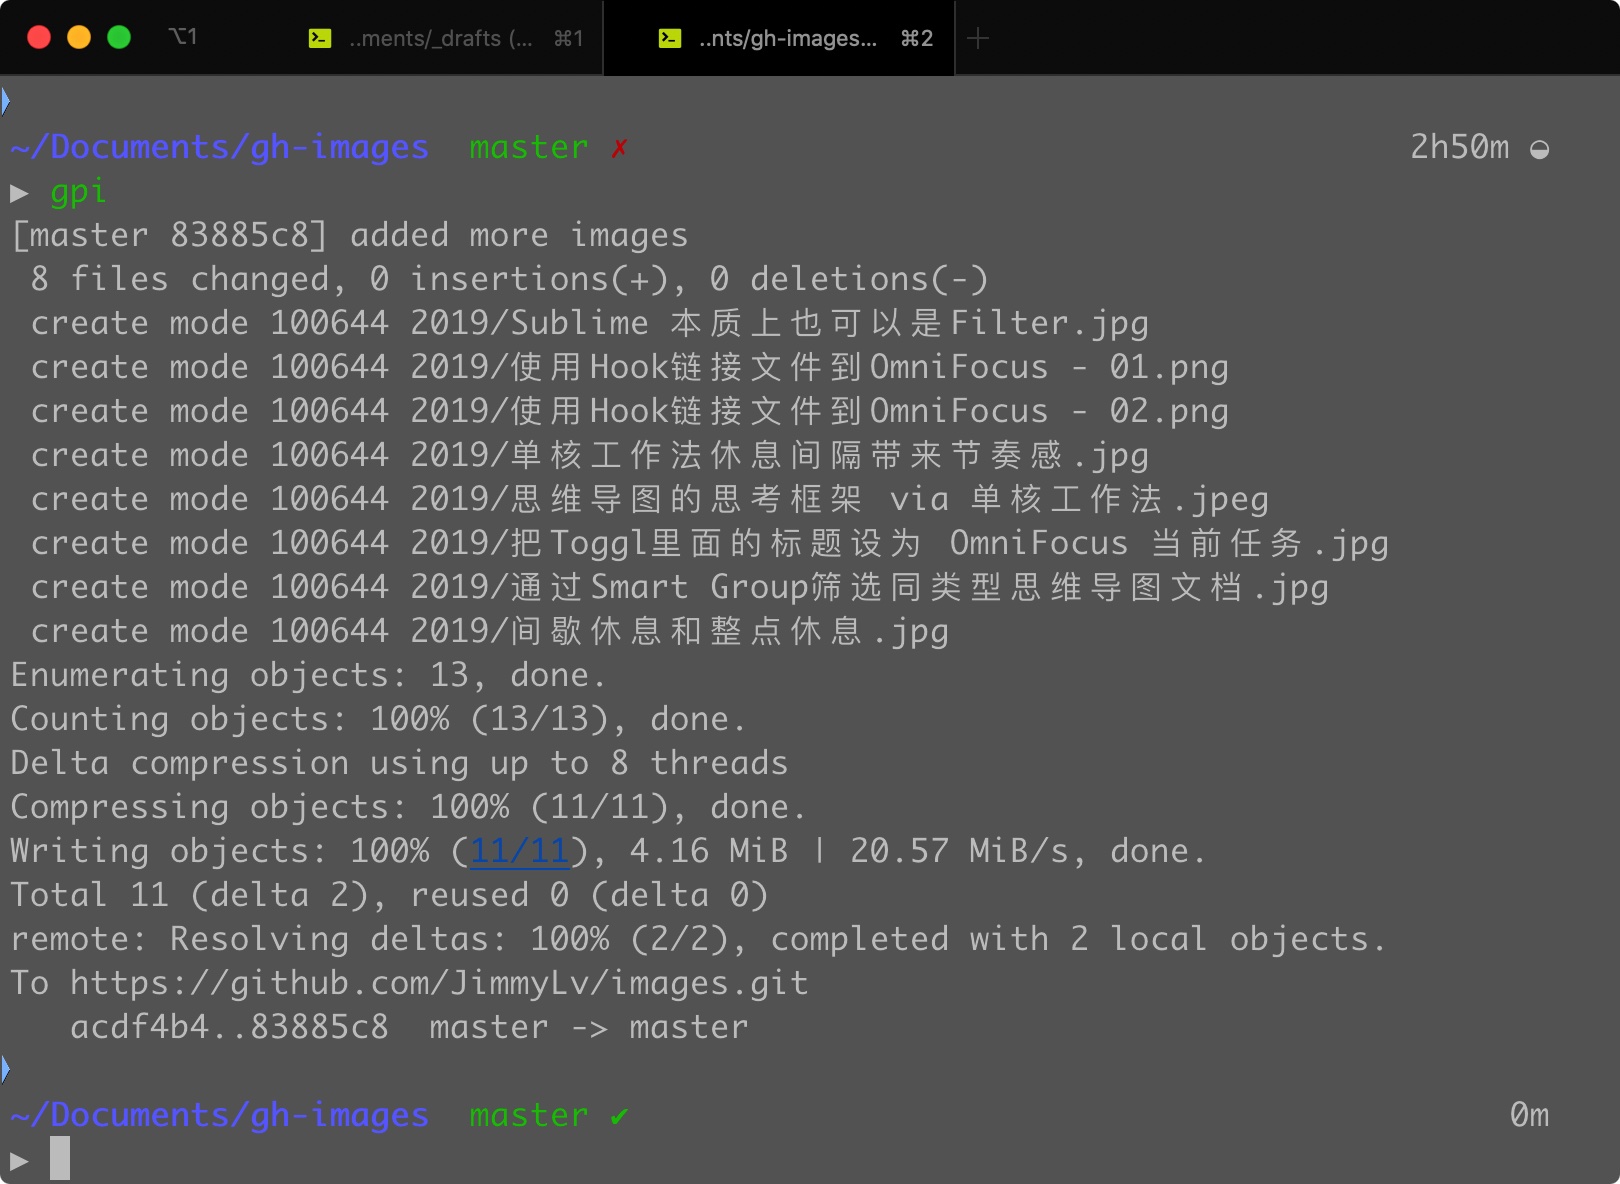 ⌥1
..ments/_drafts (... ⌘1
..nts/gh-images... ⌘2
~/Documents/gh-images master ✗ 2h50m
▶ gpi
[master 83885c8] added more images
8 files changed, 0 insertions(+), 0 deletions(-)
create mode 100644 2019/Sublime 本质上也可以是Filter.jpg
create mode 100644 2019/使用Hook链接文件到OmniFocus - 01.png
create mode 100644 2019/使用Hook链接文件到OmniFocus - 02.png
create mode 100644 2019/单核工作法休息间隔带来节奏感.jpg
create mode 100644 2019/思维导图的思考框架 via 单核工作法.jpeg
create mode 100644 2019/把Toggl里面的标题设为 OmniFocus 当前任务.jpg
create mode 100644 2019/通过Smart Group筛选同类型思维导图文档.jpg
create mode 100644 2019/间歇休息和整点休息.jpg
Enumerating objects: 13, done.
Counting objects: 100% (13/13), done.
Delta compression using up to 8 threads
Compressing objects: 100% (11/11), done.
Writing objects: 100% (11/11), 4.16 MiB | 20.57 MiB/s, done.
Total 11 (delta 2), reused 0 (delta 0)
remote: Resolving deltas: 100% (2/2), completed with 2 local objects.
To https://github.com/JimmyLv/images.git
acdf4b4..83885c8 master -> master
~/Documents/gh-images master ✔ 0m
▶